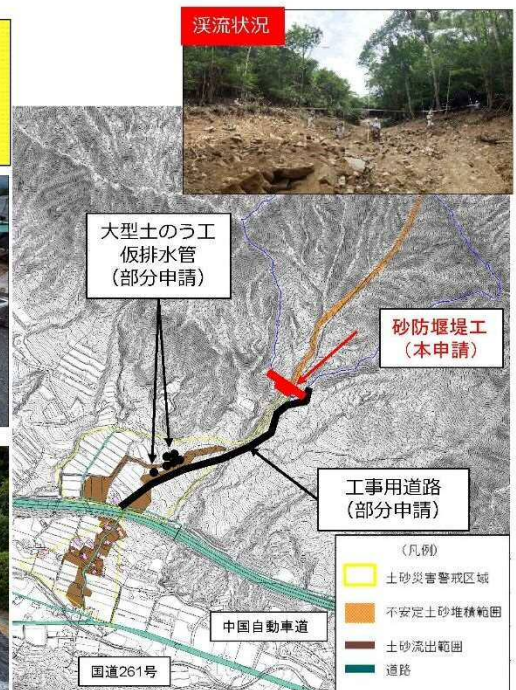 渓流状況
大型土のう工
仮排水管
(部分申請)
砂防堰堤工
(本申請)
工事用道路
(部分申請)
(凡例)
土砂災害警戒区域
不安定土砂堆積範囲
土砂流出範囲
道路
中国自動車道
国道261号